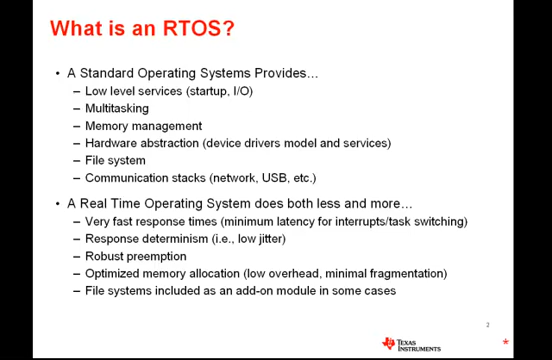 What is an RTOS?
• A Standard Operating Systems Provides…
– Low level services (startup, I/O)
– Multitasking
– Memory management
– Hardware abstraction (device drivers model and services)
– File system
– Communication stacks (network, USB, etc.)
• A Real Time Operating System does both less and more…
– Very fast response times (minimum latency for interrupts/task switching)
– Response determinism (i.e., low jitter)
– Robust preemption
– Optimized memory allocation (low overhead, minimal fragmentation)
– File systems included as an add-on module in some cases
2
TEXAS
INSTRUMENTS
*